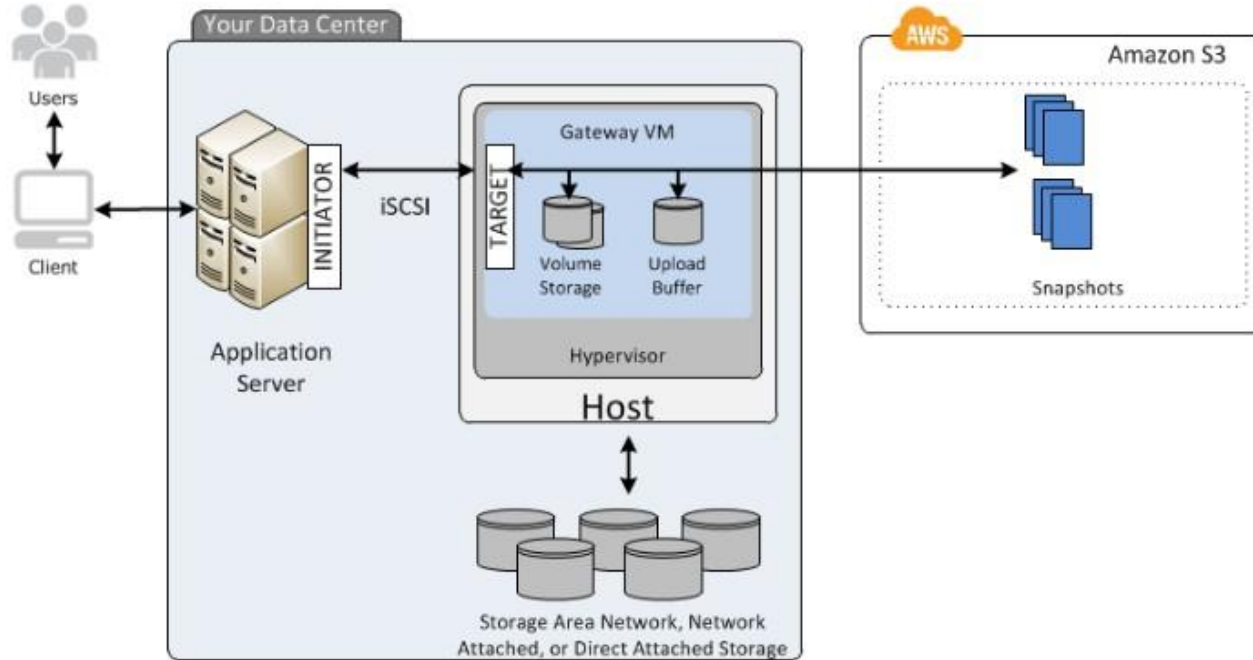 Your Data Center
AWS
Amazon S3
Users
Gateway VM
INITIATOR
iSCSI
TARGET
Client
Volume
Storage
Upload
Buffer
Snapshots
Application
Server
Hypervisor
Host
Storage Area Network, Network
Attached, or Direct Attached Storage